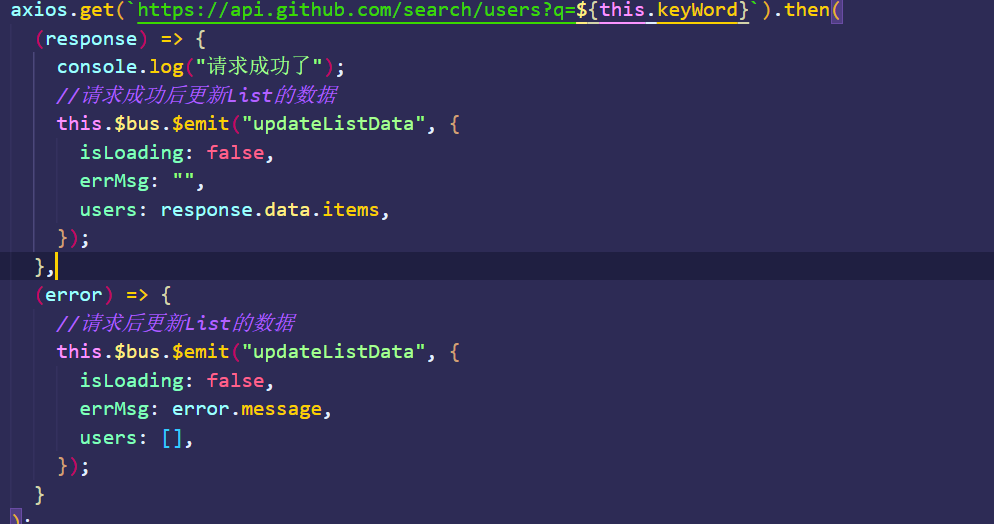 axios.get(`https://api.github.com/search/users?q=${this.keyWord}`).then(
(response) => {
console.log("请求成功了");
//请求成功后更新List的数据
this.$bus.$emit("updateListData", {
isLoading: false,
errMsg: "",
users: response.data.items,
});
},
(error) => {
//请求后更新List的数据
this.$bus.$emit("updateListData", {
isLoading: false,
errMsg: error.message,
users: [],
});
}
);